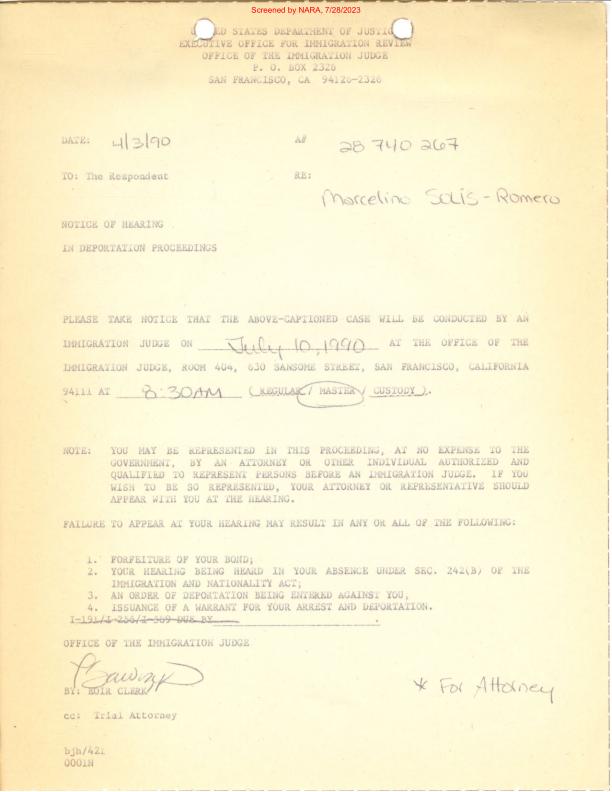 Screened by NARA, 7/28/2023
UNITED STATES DEPARTMENT OF JUSTICE
EXECUTIVE OFFICE FOR IMMIGRATION REVIEW
OFFICE OF THE IMMIGRATION JUDGE
P. O. BOX 2326
SAN FRANCISCO, CA 94126-2326
DATE: 4/3/90 A# 28 740 267
TO: The Respondent RE:
Marcelino SOLIS-Romero
NOTICE OF HEARING
IN DEPORTATION PROCEEDINGS
PLEASE TAKE NOTICE THAT THE ABOVE-CAPTIONED CASE WILL BE CONDUCTED BY AN
IMMIGRATION JUDGE ON July 10, 1990 AT THE OFFICE OF THE
IMMIGRATION JUDGE, ROOM 404, 630 SANSOME STREET, SAN FRANCISCO, CALIFORNIA
94111 AT 8:30AM (REGULAR / MASTER / CUSTODY).
NOTE: YOU MAY BE REPRESENTED IN THIS PROCEEDING, AT NO EXPENSE TO THE
GOVERNMENT, BY AN ATTORNEY OR OTHER INDIVIDUAL AUTHORIZED AND
QUALIFIED TO REPRESENT PERSONS BEFORE AN IMMIGRATION JUDGE. IF YOU
WISH TO BE SO REPRESENTED, YOUR ATTORNEY OR REPRESENTATIVE SHOULD
APPEAR WITH YOU AT THE HEARING.
FAILURE TO APPEAR AT YOUR HEARING MAY RESULT IN ANY OR ALL OF THE FOLLOWING:
1. FORFEITURE OF YOUR BOND;
2. YOUR HEARING BEING HEARD IN YOUR ABSENCE UNDER SEC. 242(B) OF THE
IMMIGRATION AND NATIONALITY ACT;
3. AN ORDER OF DEPORTATION BEING ENTERED AGAINST YOU,
4. ISSUANCE OF A WARRANT FOR YOUR ARREST AND DEPORTATION.
I-191/I-256/I-589 DUE BY .
OFFICE OF THE IMMIGRATION JUDGE
BY: EOIR CLERK
* For Attorney
cc: Trial Attorney
bjh/421
0001N